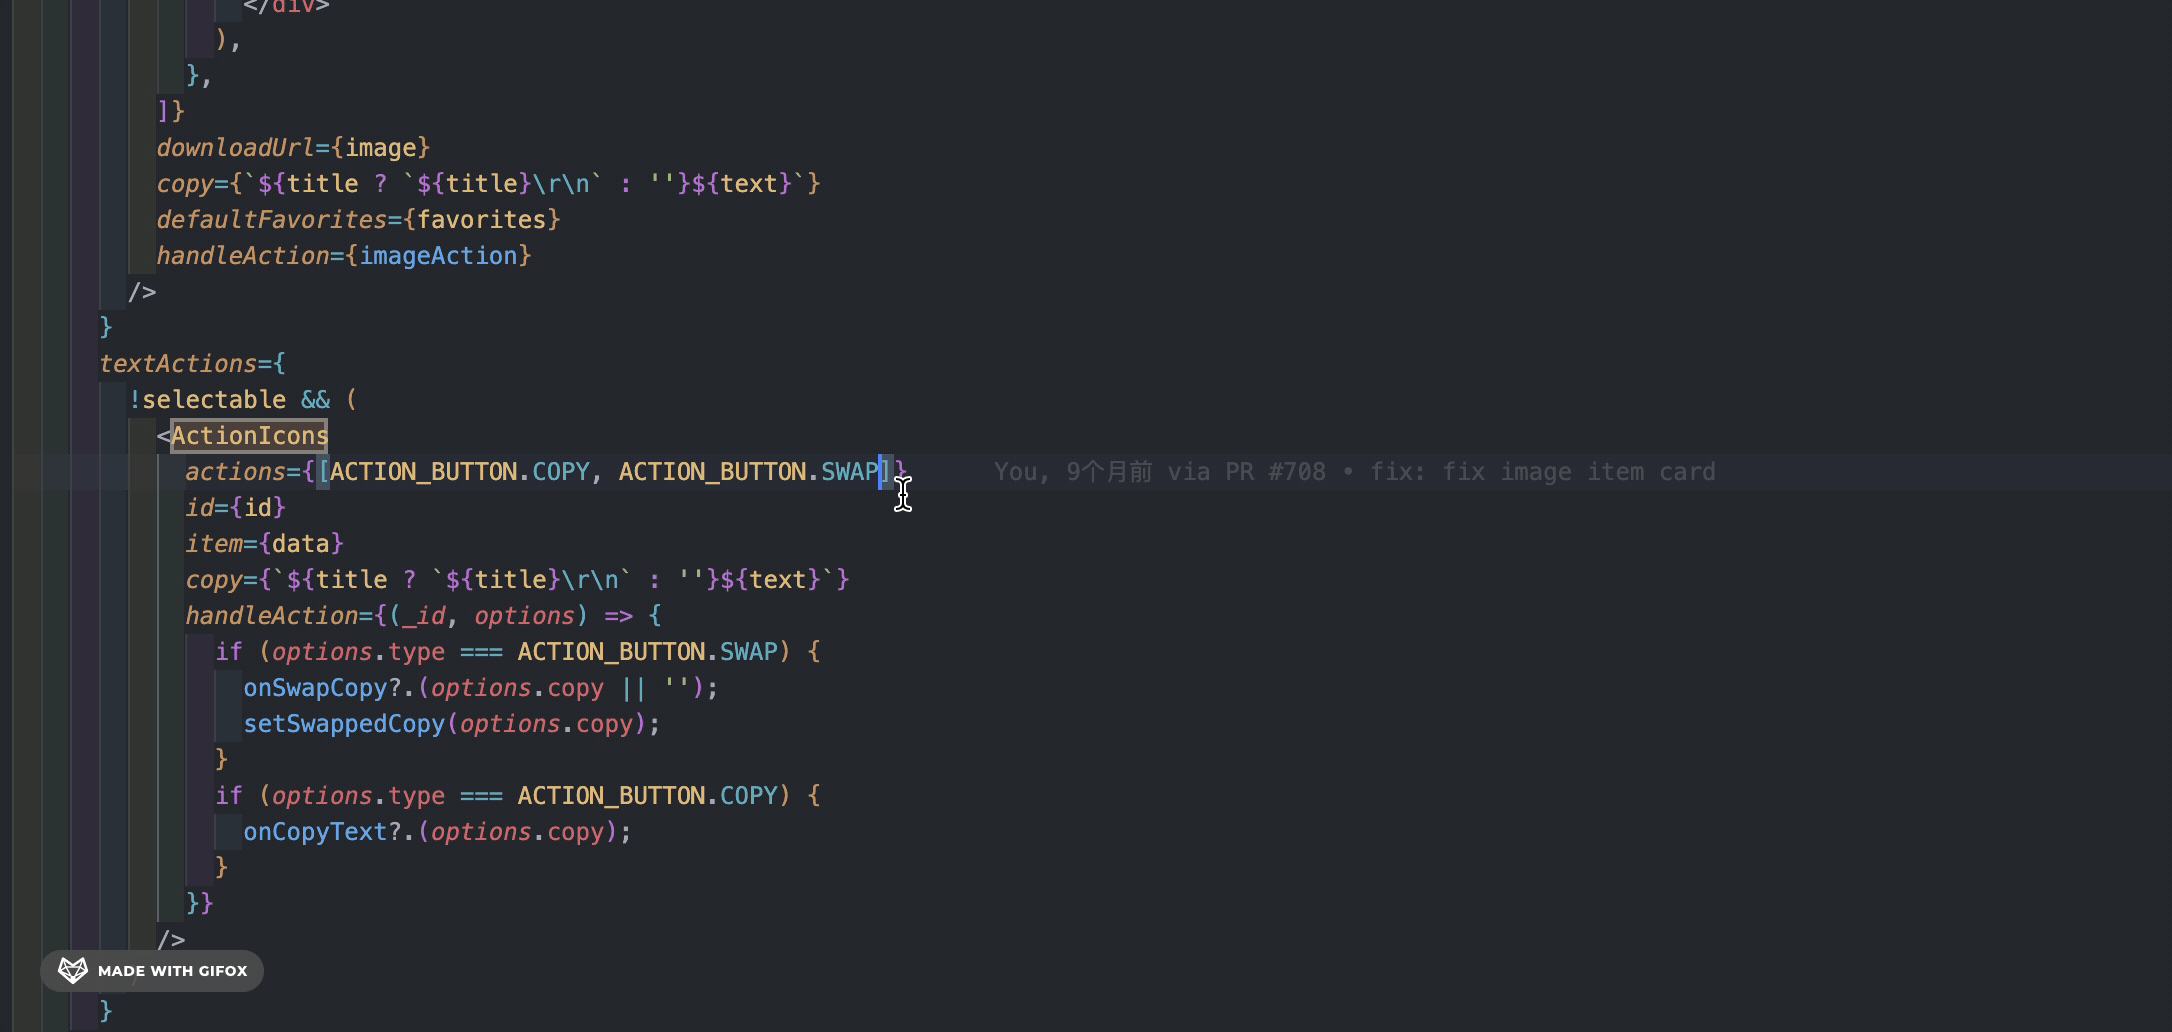 </div>
),
},
]}
downloadUrl={image}
copy={`${title ? `${title}\r\n` : ''}${text}`}
defaultFavorites={favorites}
handleAction={imageAction}
/>
}
textActions={
!selectable && (
<ActionIcons
actions={[ACTION_BUTTON.COPY, ACTION_BUTTON.SWAP]} You, 9个月前 via PR #708 • fix: fix image item card
id={id}
item={data}
copy={`${title ? `${title}\r\n` : ''}${text}`}
handleAction={(_id, options) => {
if (options.type === ACTION_BUTTON.SWAP) {
onSwapCopy?.(options.copy || '');
setSwappedCopy(options.copy);
}
if (options.type === ACTION_BUTTON.COPY) {
onCopyText?.(options.copy);
}
}}
/>
MADE WITH GIFOX
}